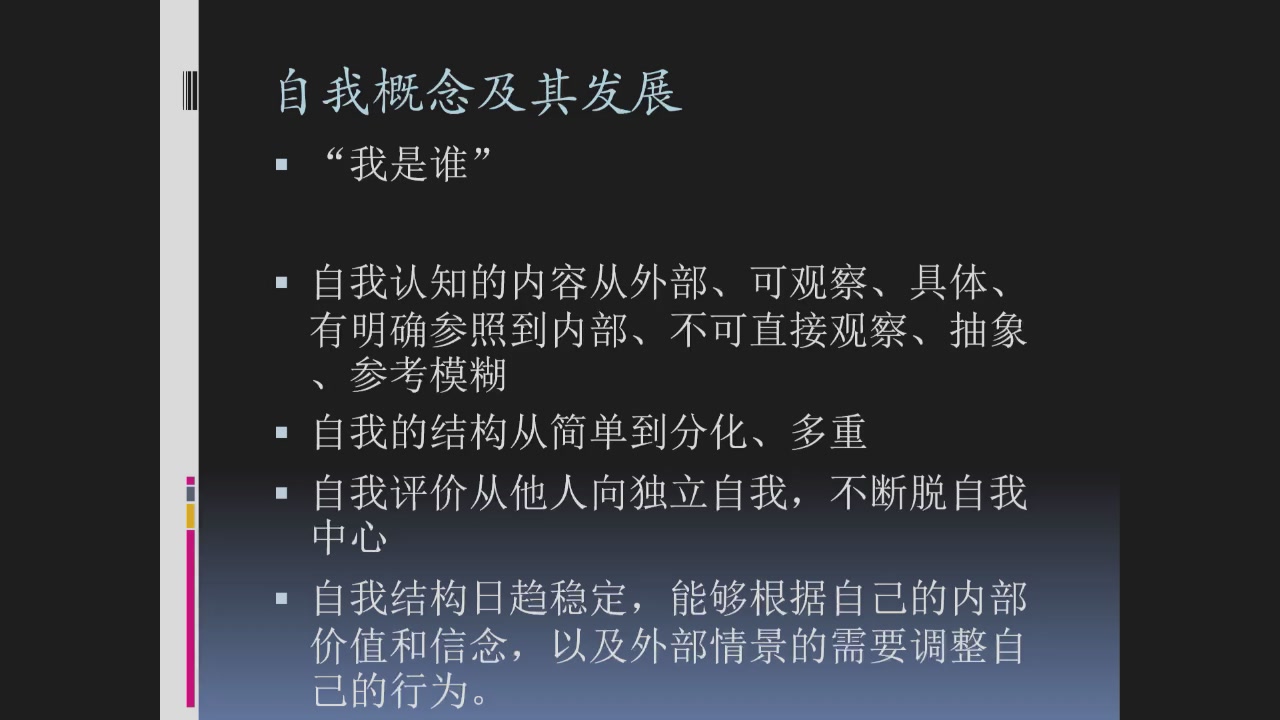 自我概念及其发展
“我是谁”
自我认知的内容从外部、可观察、具体、
有明确参照到内部、不可直接观察、抽象
、参考模糊
自我的结构从简单到分化、多重
自我评价从他人向独立自我，不断脱自我
中心
自我结构日趋稳定，能够根据自己的内部
价值和信念，以及外部情景的需要调整自
己的行为。